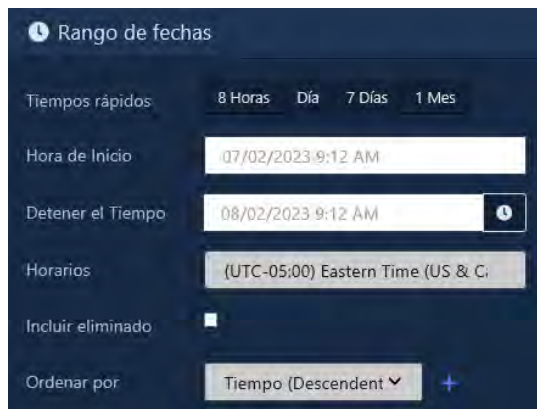 Rango de fechas
Tiempos rápidos 8 Horas Día 7 Días 1 Mes
Hora de Inicio 07/02/2023 9:12 AM
Detener el Tiempo 08/02/2023 9:12 AM
Horarios (UTC-05:00) Eastern Time (US & Ca
Incluir eliminado
Ordenar por Tiempo (Descendent